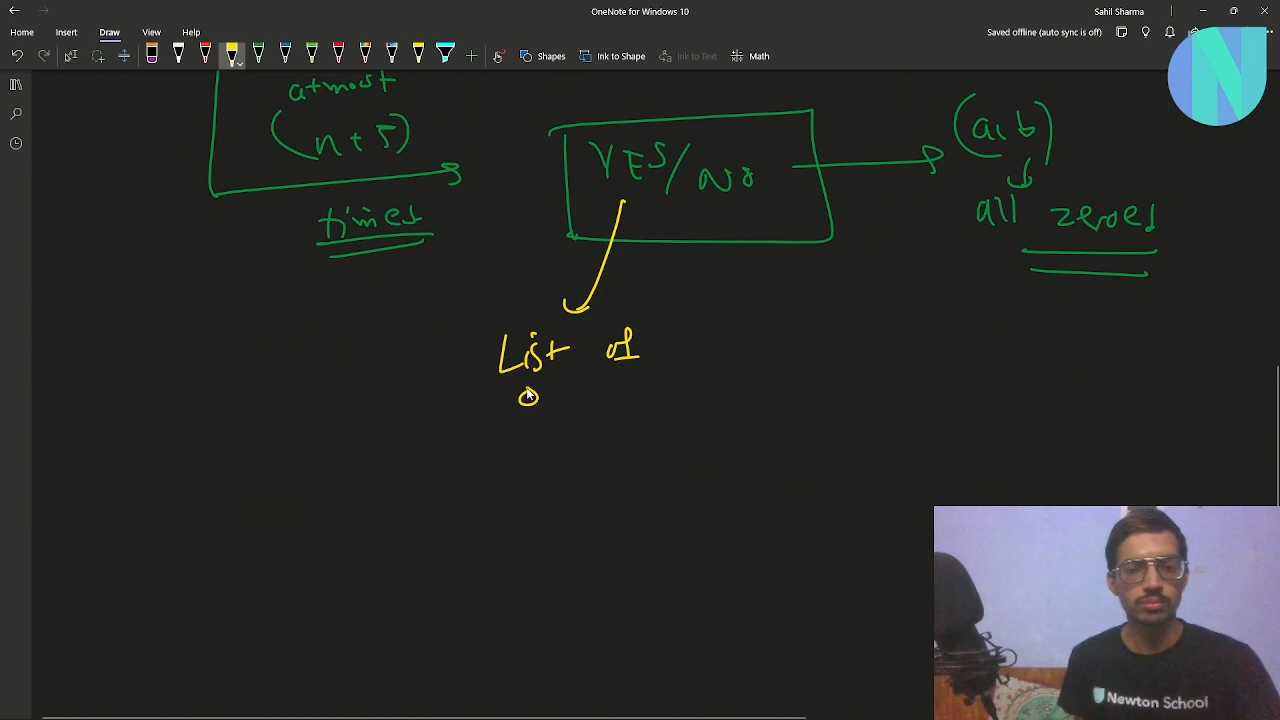 OneNote for Windows 10
Sahil Sharma
Home Insert Draw View Help
Saved offline (auto sync is off)
Shapes Ink to Shape Ink to Text Math
atmost
(n+5)
times
YES/NO
(a, b)
all zeroes
List of
Newton School